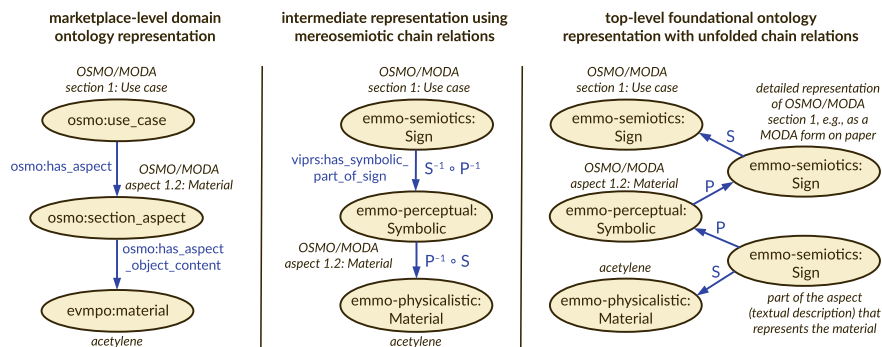 marketplace-level domain
ontology representation
OSMO/MODA
section 1: Use case
osmo:use_case
osmo:has_aspect
OSMO/MODA
aspect 1.2: Material
osmo:section_aspect
osmo:has_aspect
_object_content
evmpo:material
acetylene
intermediate representation using
mereosemiotic chain relations
OSMO/MODA
section 1: Use case
emmo-semiotics:
Sign
viprs:has_symbolic_
part_of_sign
S⁻¹ ∘ P⁻¹
emmo-perceptual:
Symbolic
OSMO/MODA
aspect 1.2: Material
P⁻¹ ∘ S
emmo-physicalistic:
Material
acetylene
top-level foundational ontology
representation with unfolded chain relations
OSMO/MODA
section 1: Use case
emmo-semiotics:
Sign
detailed representation
of OSMO/MODA
section 1, e.g., as a
MODA form on paper
S
emmo-semiotics:
Sign
OSMO/MODA
aspect 1.2: Material
P
emmo-perceptual:
Symbolic
P
emmo-semiotics:
Sign
acetylene
S
emmo-physicalistic:
Material
part of the aspect
(textual description) that
represents the material